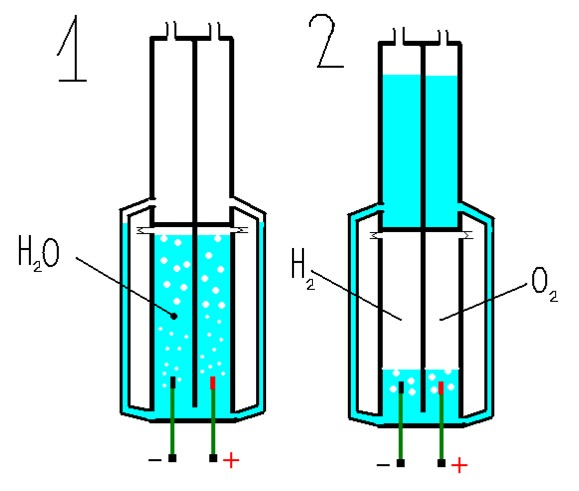 1
2
H₂O
H₂
O₂
− +
− +